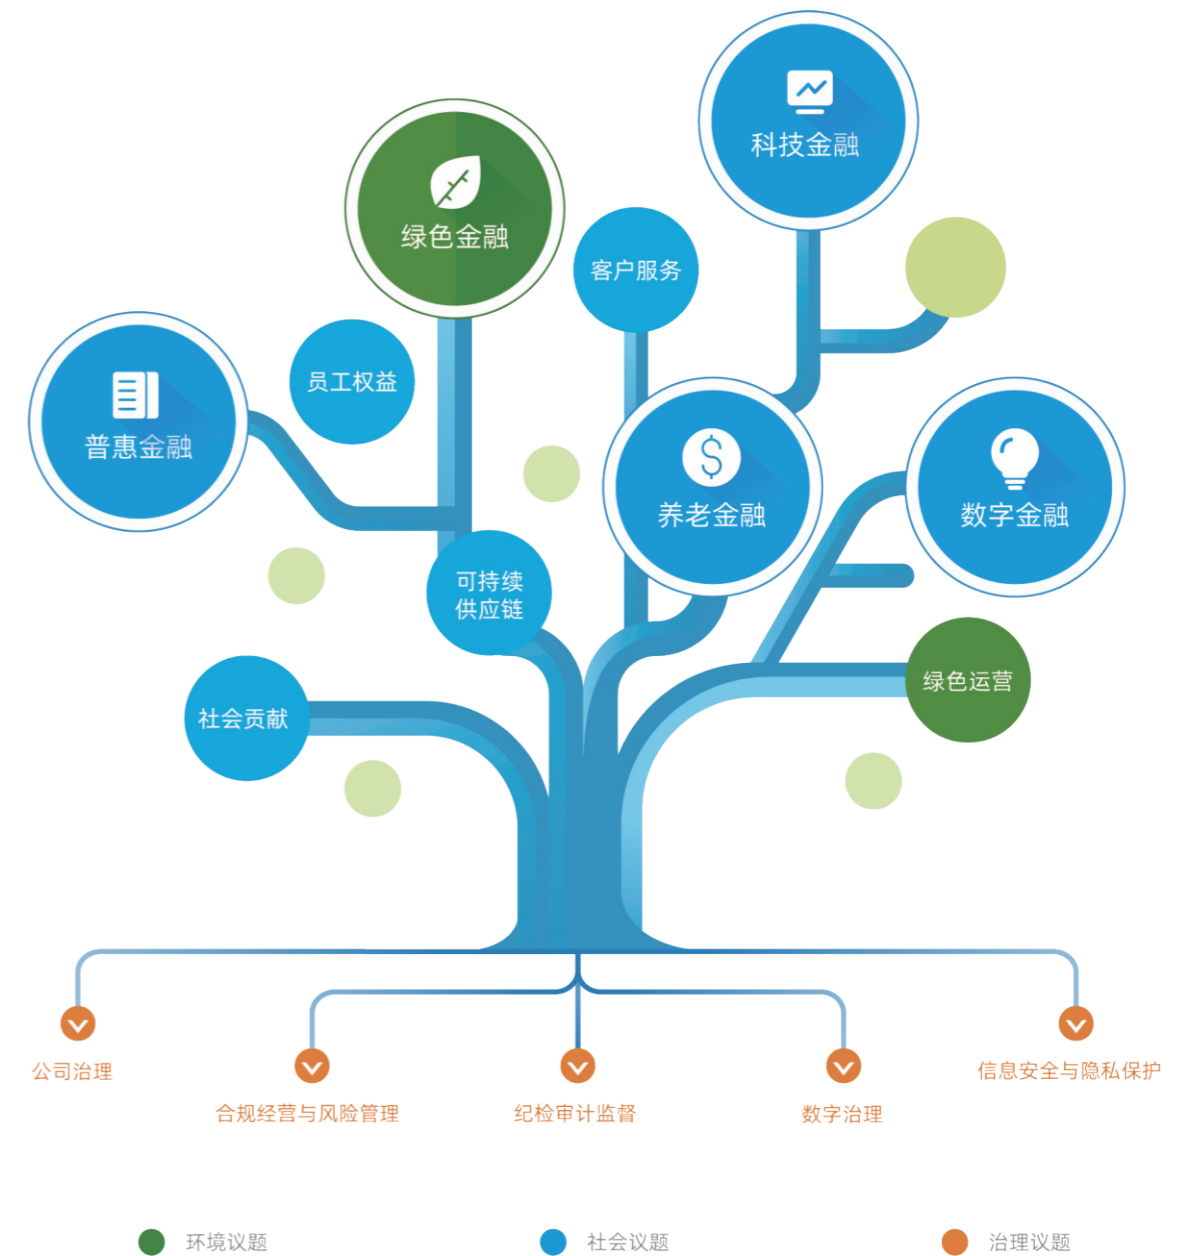 科技金融
绿色金融
客户服务
员工权益
普惠金融
养老金融
数字金融
可持续
供应链
绿色运营
社会贡献
公司治理
合规经营与风险管理
纪检审计监督
数字治理
信息安全与隐私保护
环境议题
社会议题
治理议题